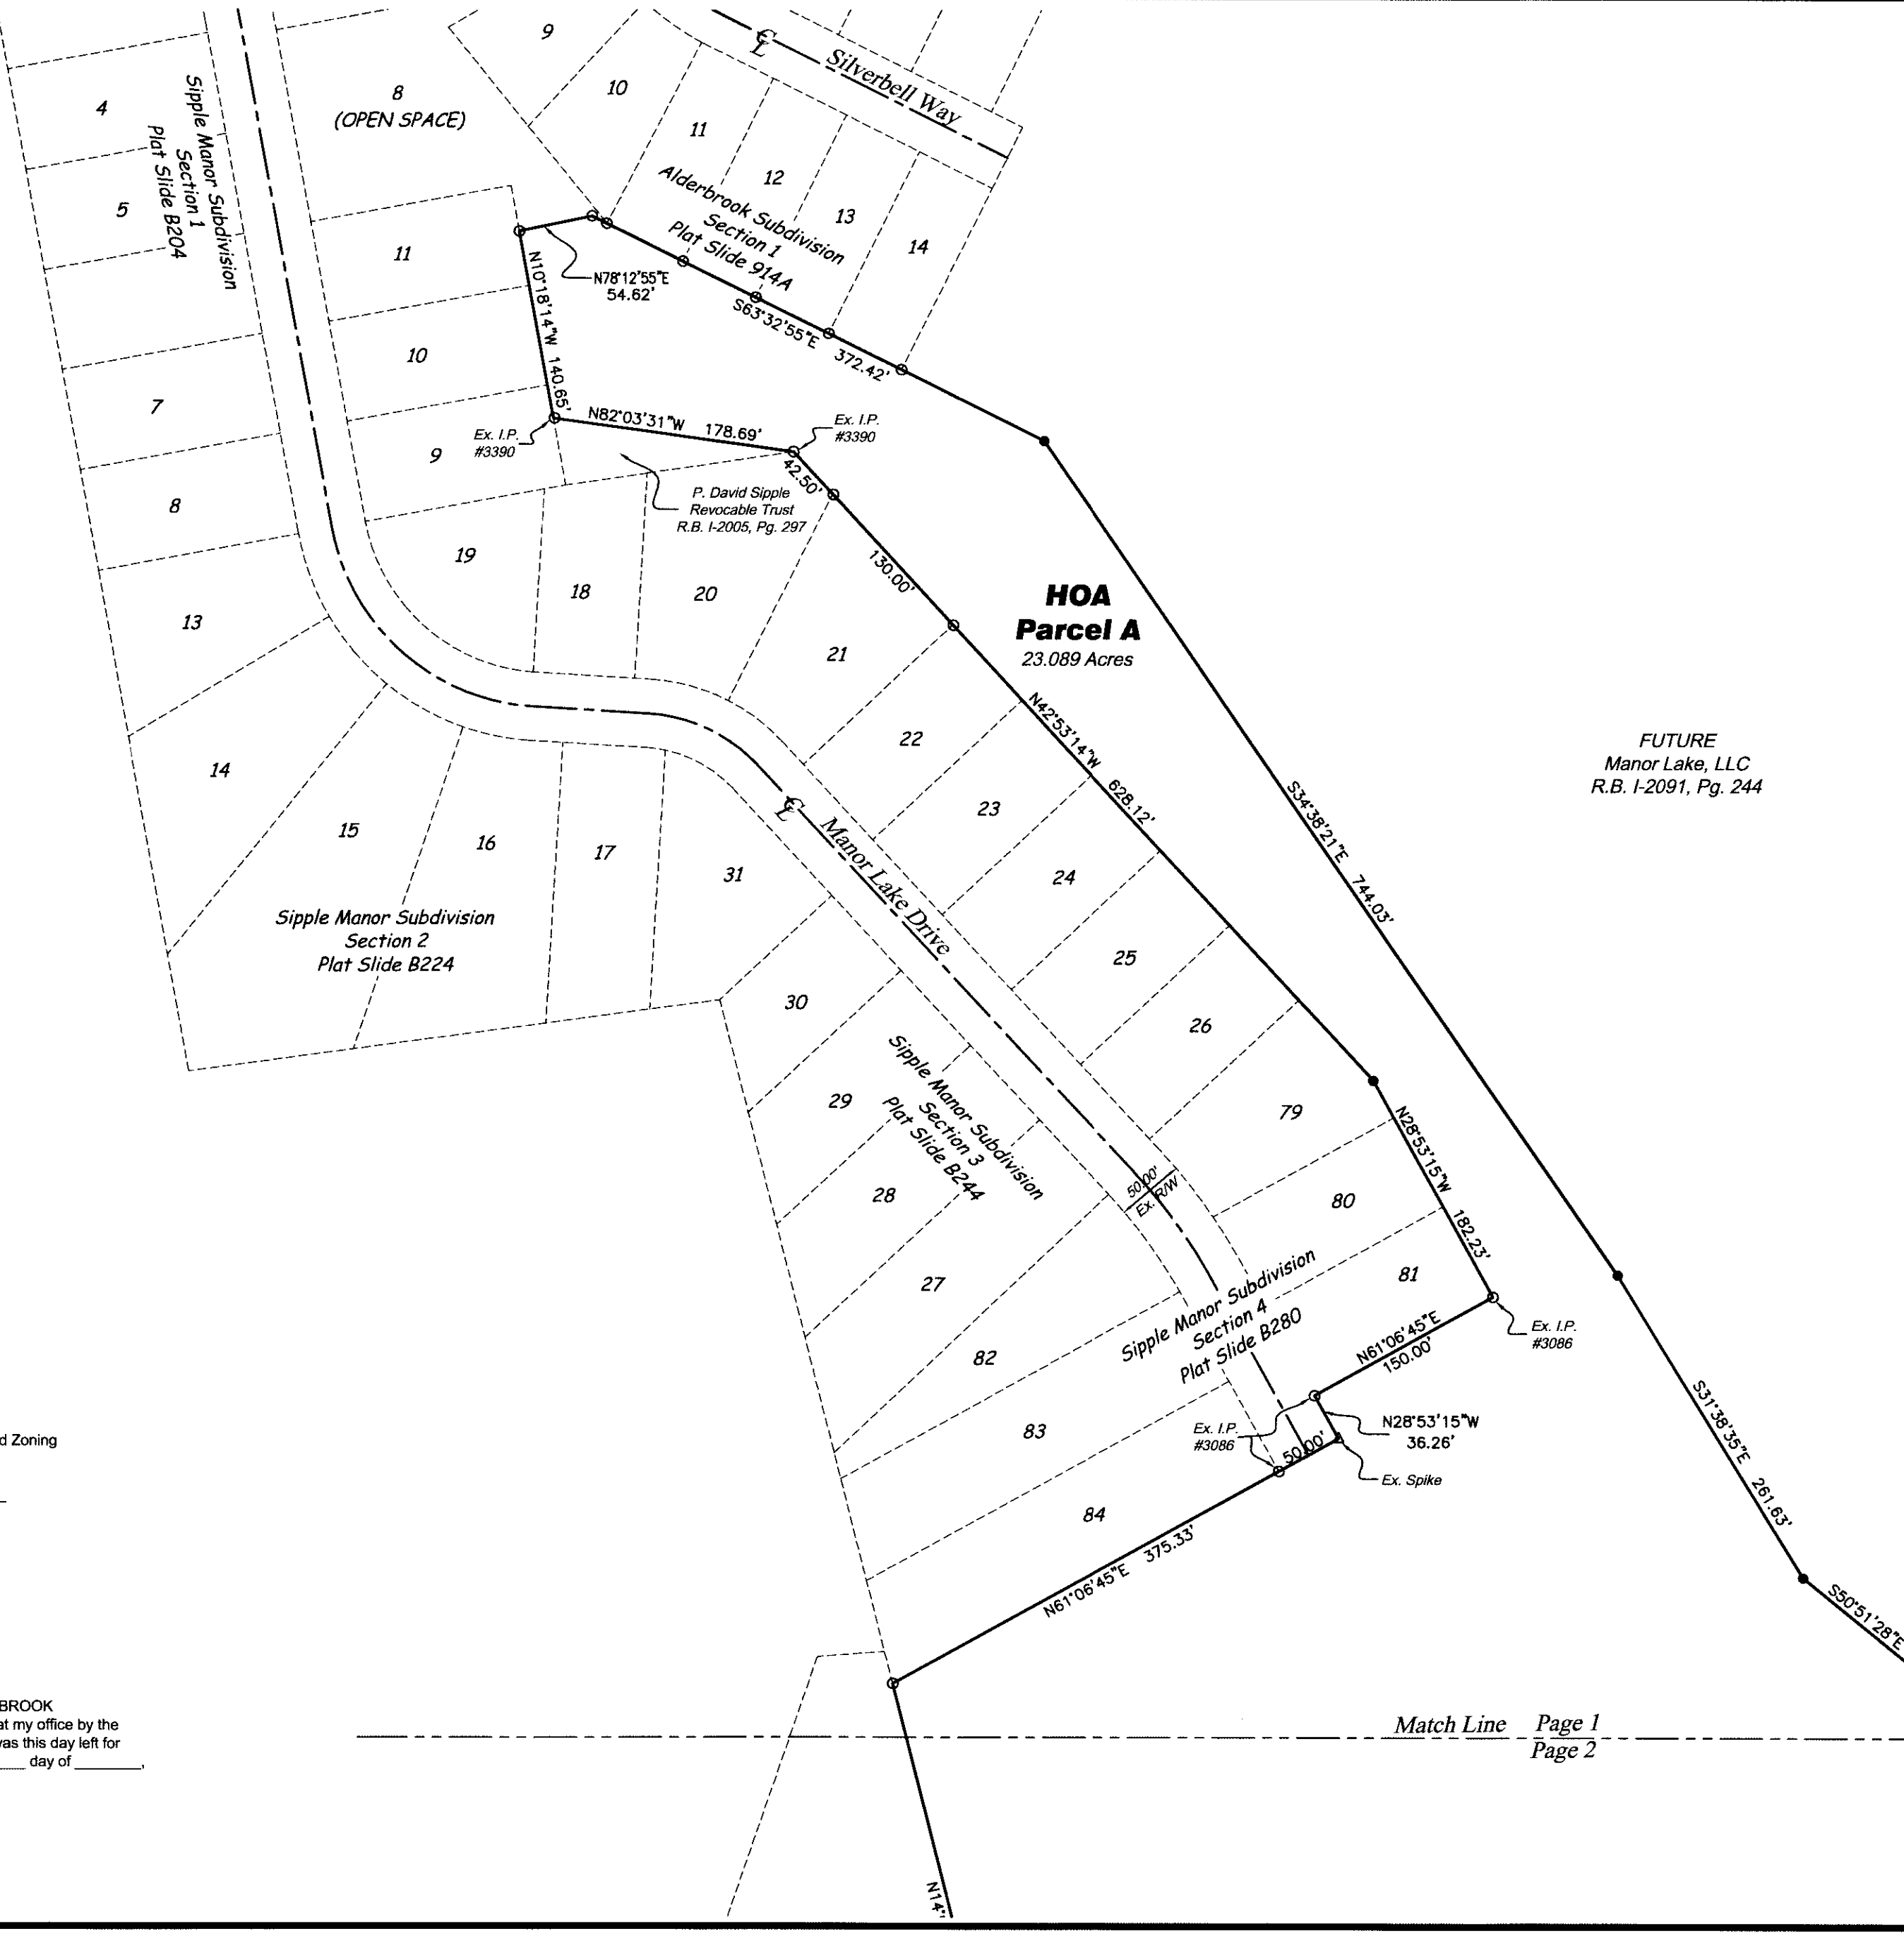 9
℄
Silverbell Way
4
8
(OPEN SPACE)
10
11
12
13
14
Sipple Manor Subdivision
Section 1
Plat Slide B204
Alderbrook Subdivision
Section 1
Plat Slide 914A
5
11
N78°12'55"E
54.62'
N10°18'14"W 140.65'
S63°32'55"E 372.42'
10
7
9
Ex. I.P.
#3390
N82°03'31"W 178.69'
Ex. I.P.
#3390
42.50'
P. David Sipple
Revocable Trust
R.B. I-2005, Pg. 297
8
19
18
20
13
130.00'
HOA
Parcel A
23.089 Acres
21
22
N42°53'14"W 628.12'
FUTURE
Manor Lake, LLC
R.B. I-2091, Pg. 244
14
15
16
17
31
℄
Manor Lake Drive
23
24
S34°38'21"E 744.03'
Sipple Manor Subdivision
Section 2
Plat Slide B224
25
26
30
29
Sipple Manor Subdivision
Section 3
Plat Slide B244
28
27
79
80
81
N28°53'15"W 182.23'
50.00'
Ex. R/W
Sipple Manor Subdivision
Section 4
Plat Slide B280
82
83
84
Ex. I.P.
#3086
N61°06'45"E
150.00'
N28°53'15"W
36.26'
Ex. I.P.
#3086
50.00'
Ex. Spike
S31°38'35"E 261.63'
S50°51'28"E
N61°06'45"E 375.33'
d Zoning
BROOK
at my office by the
was this day left for
___ day of ________,
Match Line Page 1
Page 2
N14°